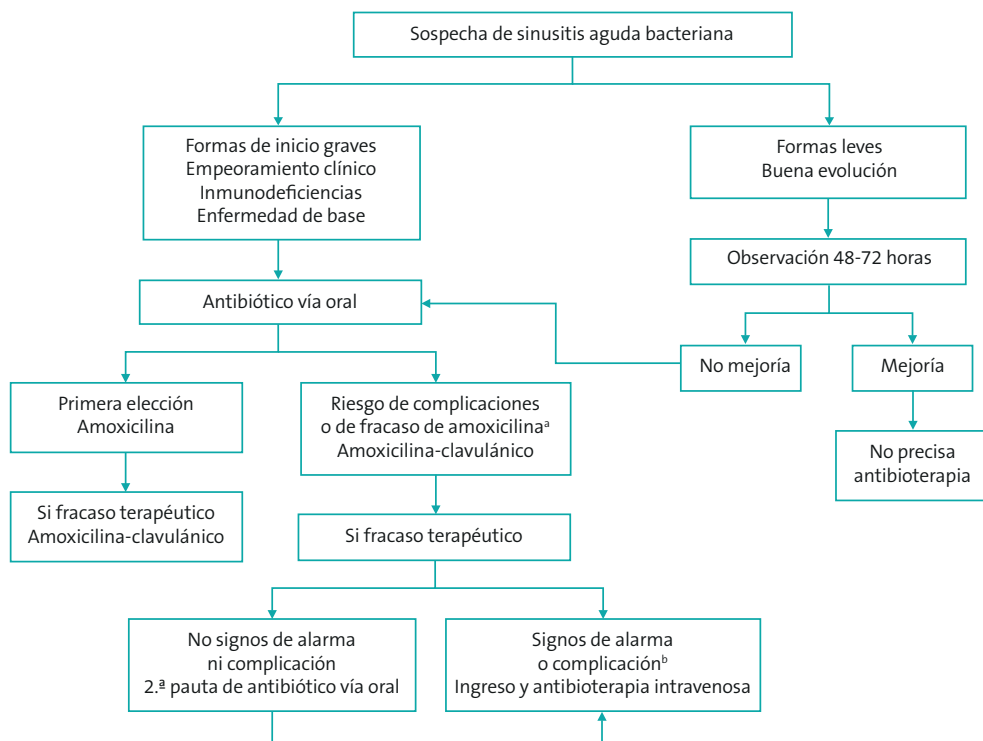 Sospecha de sinusitis aguda bacteriana
Formas de inicio graves
Empeoramiento clínico
Inmunodeficiencias
Enfermedad de base
Formas leves
Buena evolución
Observación 48-72 horas
Antibiótico vía oral
No mejoría
Mejoría
Primera elección
Amoxicilina
Riesgo de complicaciones
o de fracaso de amoxicilinaᵃ
Amoxicilina-clavulánico
No precisa
antibioterapia
Si fracaso terapéutico
Amoxicilina-clavulánico
Si fracaso terapéutico
No signos de alarma
ni complicación
2.ª pauta de antibiótico vía oral
Signos de alarma
o complicaciónᵇ
Ingreso y antibioterapia intravenosa